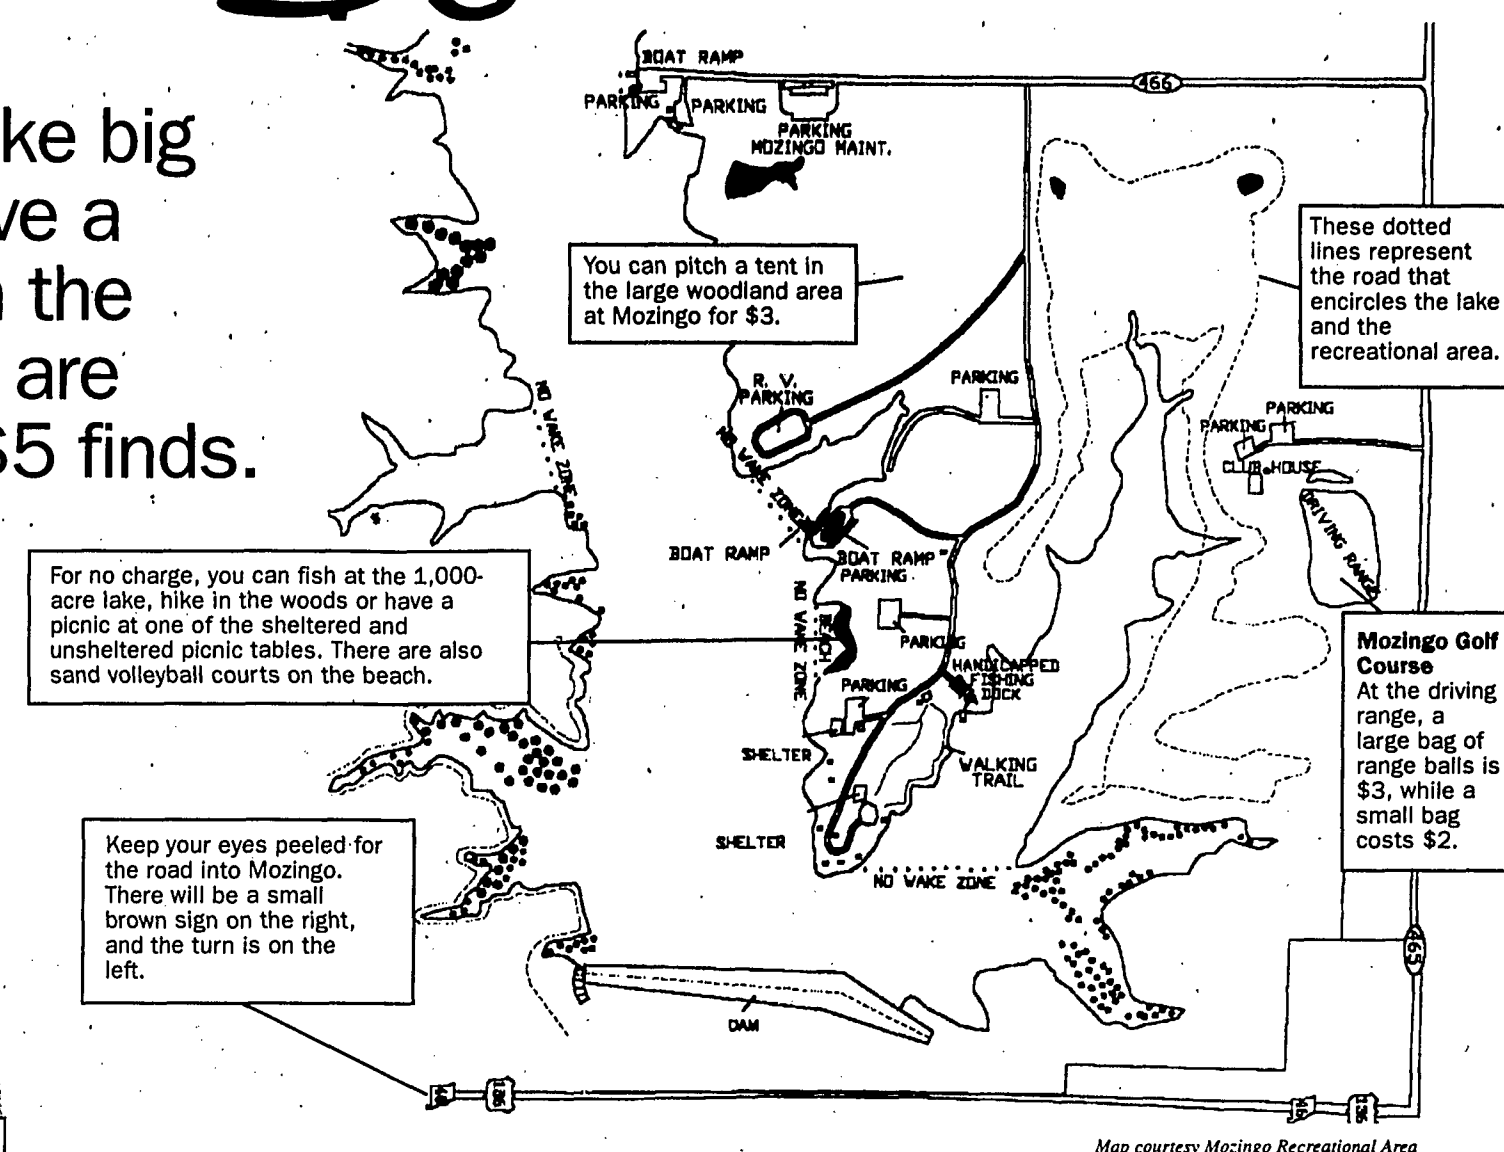 ke big
ve a
the
are
$5 finds.
BOAT RAMP
466
PARKING
PARKING
PARKING
MOZINGO MAINT.
You can pitch a tent in
the large woodland area
at Mozingo for $3.
These dotted
lines represent
the road that
encircles the lake
and the
recreational area.
R. V.
PARKING
PARKING
PARKING
PARKING
CLUB HOUSE
DRIVING RANGE
NO WAKE ZONE
NO WAKE ZONE
BOAT RAMP
BOAT RAMP
PARKING
For no charge, you can fish at the 1,000-
acre lake, hike in the woods or have a
picnic at one of the sheltered and
unsheltered picnic tables. There are also
sand volleyball courts on the beach.
NO WAKE ZONE
BEACH
PARKING
HANDICAPPED
FISHING
DOCK
PARKING
SHELTER
WALKING
TRAIL
SHELTER
NO WAKE ZONE
Mozingo Golf
Course
At the driving
range, a
large bag of
range balls is
$3, while a
small bag
costs $2.
Keep your eyes peeled for
the road into Mozingo.
There will be a small
brown sign on the right,
and the turn is on the
left.
465
DAM
46
136
46
136
Map courtesy Mozingo Recreational Area